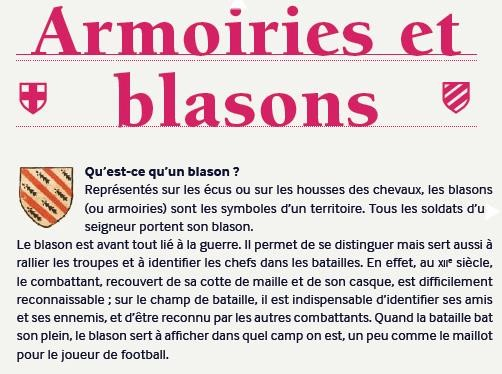 Armoiries et
blasons
Qu'est-ce qu'un blason ?
Représentés sur les écus ou sur les housses des chevaux, les blasons
(ou armoiries) sont les symboles d'un territoire. Tous les soldats d'u
seigneur portent son blason.
Le blason est avant tout lié à la guerre. Il permet de se distinguer mais sert aussi à
rallier les troupes et à identifier les chefs dans les batailles. En effet, au XIIe siècle,
le combattant, recouvert de sa cotte de maille et de son casque, est difficilement
reconnaissable ; sur le champ de bataille, il est indispensable d'identifier ses amis
et ses ennemis, et d'être reconnu par les autres combattants. Quand la bataille bat
son plein, le blason sert à afficher dans quel camp on est, un peu comme le maillot
pour le joueur de football.